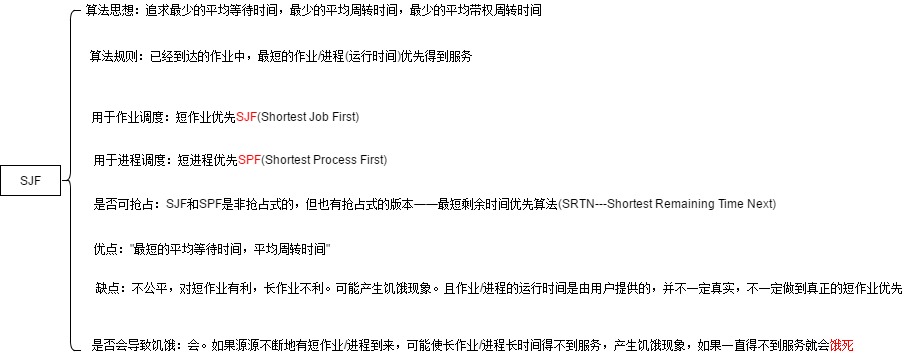 算法思想：追求最少的平均等待时间，最少的平均周转时间，最少的平均带权周转时间
算法规则：已经到达的作业中，最短的作业/进程(运行时间)优先得到服务
用于作业调度：短作业优先SJF(Shortest Job First)
用于进程调度：短进程优先SPF(Shortest Process First)
SJF
是否可抢占：SJF和SPF是非抢占式的，但也有抢占式的版本——最短剩余时间优先算法(SRTN---Shortest Remaining Time Next)
优点："最短的平均等待时间，平均周转时间"
缺点：不公平，对短作业有利，长作业不利。可能产生饥饿现象。且作业/进程的运行时间是由用户提供的，并不一定真实，不一定做到真正的短作业优先
是否会导致饥饿：会。如果源源不断地有短作业/进程到来，可能使长作业/进程长时间得不到服务，产生饥饿现象，如果一直得不到服务就会饿死